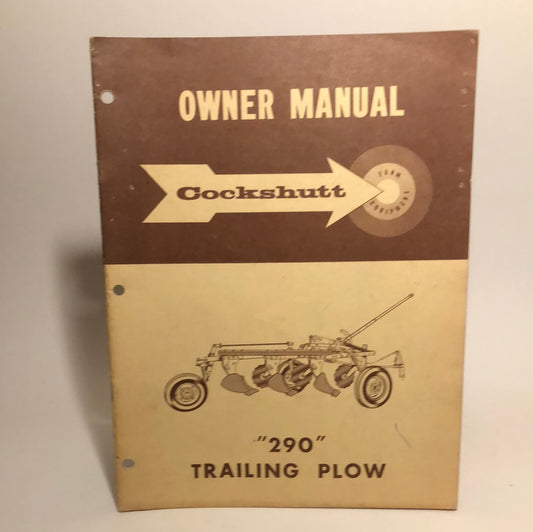 OWNER MANUAL
Cockshutt
FARM
EQUIPMENT
"290"
TRAILING PLOW